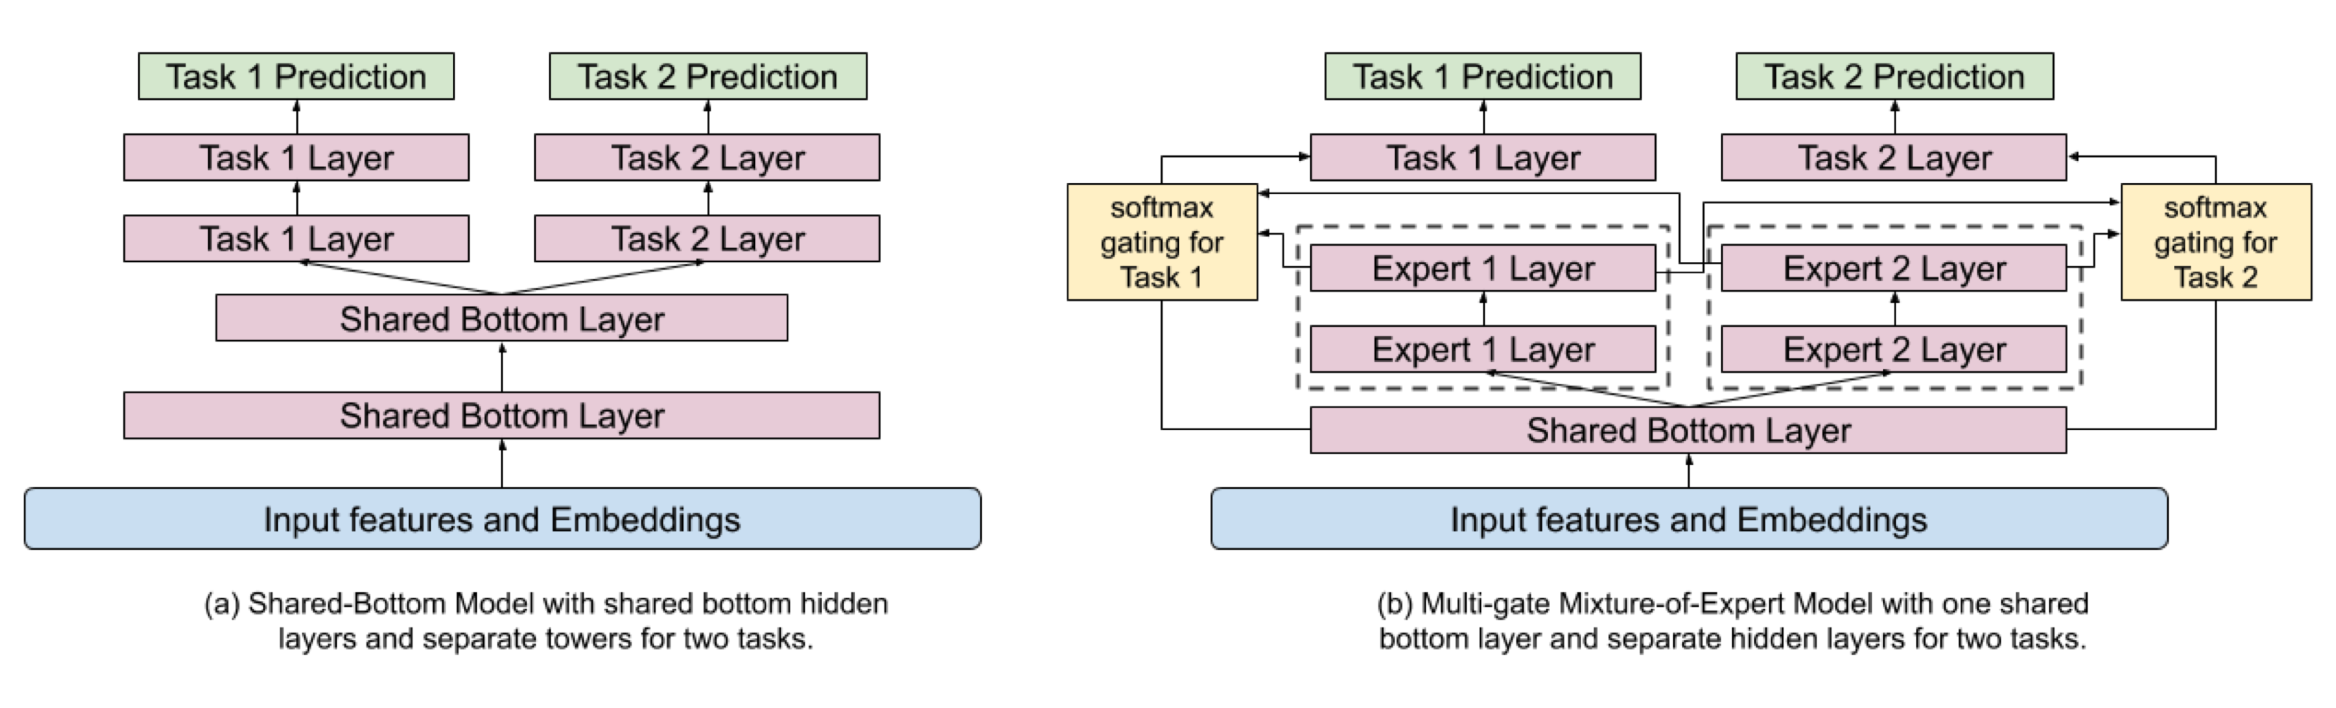 Task 1 Prediction
Task 2 Prediction
Task 1 Layer
Task 2 Layer
Task 1 Layer
Task 2 Layer
Shared Bottom Layer
Shared Bottom Layer
Input features and Embeddings
(a) Shared-Bottom Model with shared bottom hidden
layers and separate towers for two tasks.
Task 1 Prediction
Task 2 Prediction
Task 1 Layer
Task 2 Layer
softmax
gating for
Task 1
Expert 1 Layer
Expert 2 Layer
softmax
gating for
Task 2
Expert 1 Layer
Expert 2 Layer
Shared Bottom Layer
Input features and Embeddings
(b) Multi-gate Mixture-of-Expert Model with one shared
bottom layer and separate hidden layers for two tasks.